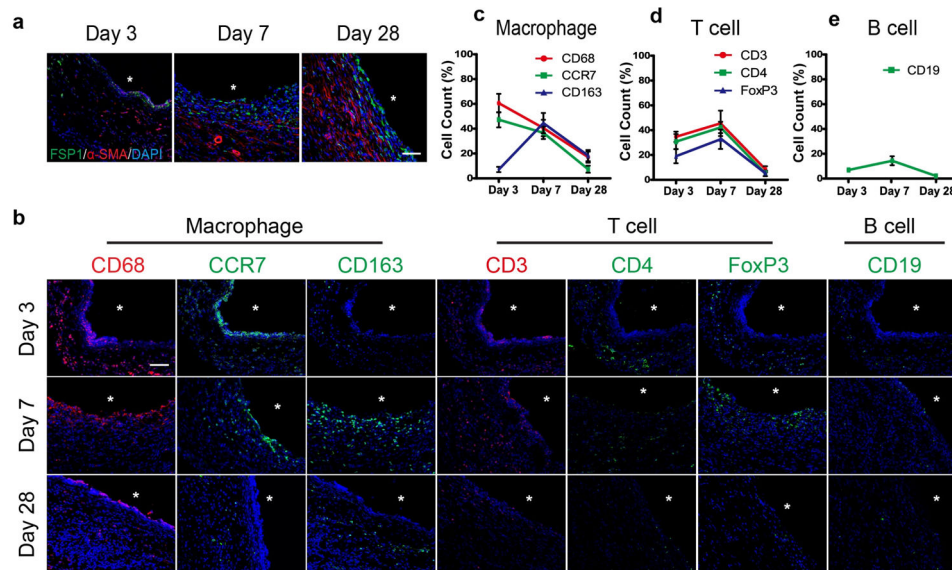 a
Day 3 Day 7 Day 28
* * *
FSP1/α-SMA/DAPI
c
Macrophage
100
80
60
40
20
0
Cell Count (%)
CD68
CCR7
CD163
Day 3 Day 7 Day 28
d
T cell
100
80
60
40
20
0
Cell Count (%)
CD3
CD4
FoxP3
Day 3 Day 7 Day 28
e
B cell
100
80
60
40
20
0
Cell Count (%)
CD19
Day 3 Day 7 Day 28
b
Macrophage T cell B cell
CD68 CCR7 CD163 CD3 CD4 FoxP3 CD19
Day 3
* * * * * * *
Day 7
* * * * * * *
Day 28
* * * * * * *